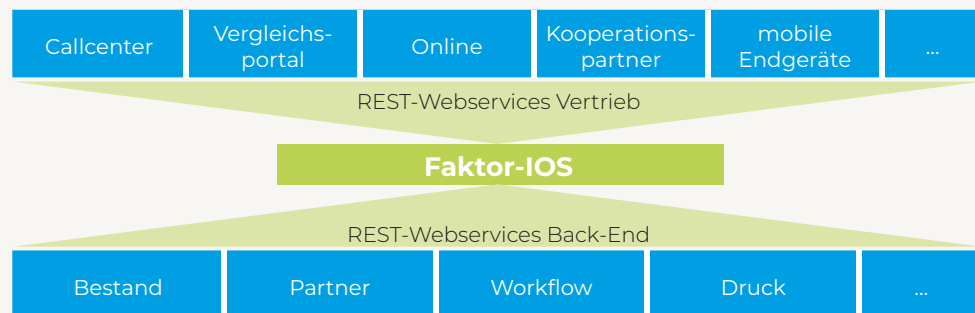 Callcenter
Vergleichs-
portal
Online
Kooperations-
partner
mobile
Endgeräte
...
REST-Webservices Vertrieb
Faktor-IOS
REST-Webservices Back-End
Bestand
Partner
Workflow
Druck
...